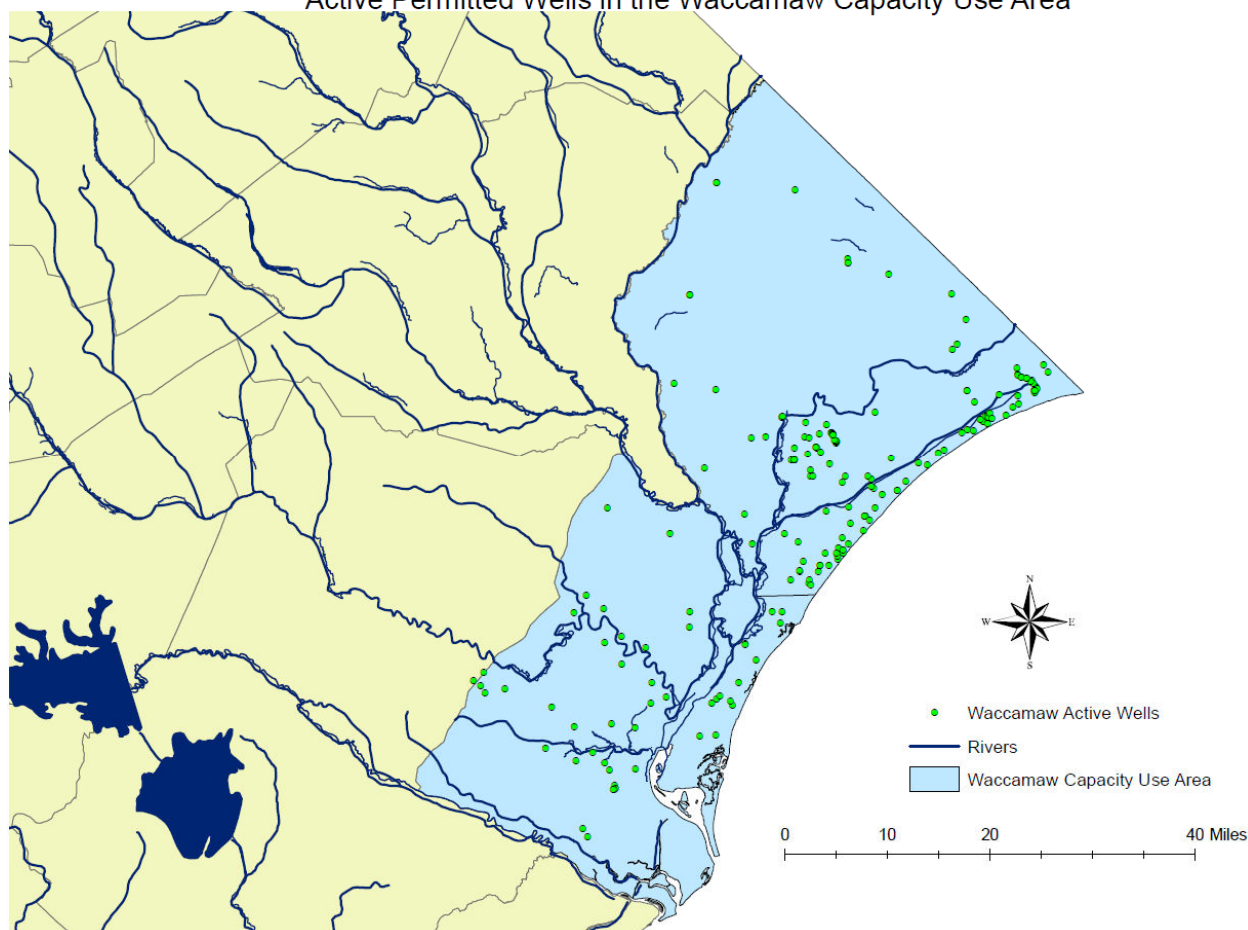 Active Permitted Wells in the Waccamaw Capacity Use Area
N
W E
S
Waccamaw Active Wells
Rivers
Waccamaw Capacity Use Area
0 10 20 40 Miles